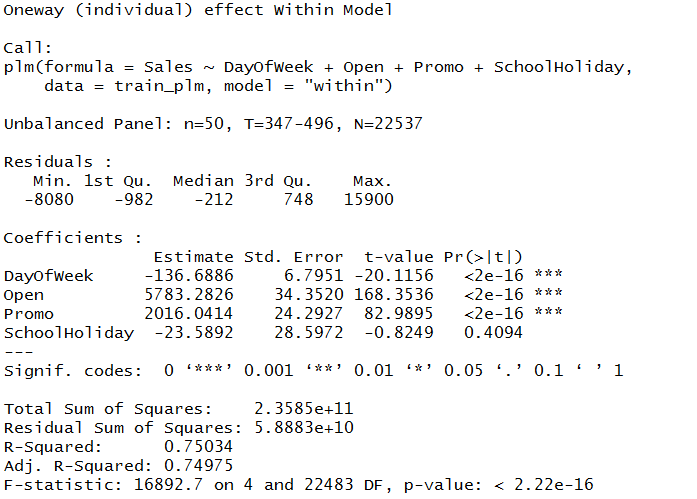 Oneway (individual) effect Within Model
Call:
plm(formula = Sales ~ DayOfWeek + Open + Promo + SchoolHoliday,
    data = train_plm, model = "within")
Unbalanced Panel: n=50, T=347-496, N=22537
Residuals :
   Min. 1st Qu.  Median 3rd Qu.    Max.
  -8080    -982    -212     748   15900
Coefficients :
               Estimate Std. Error  t-value Pr(>|t|)
DayOfWeek     -136.6886     6.7951 -20.1156   <2e-16 ***
Open          5783.2826    34.3520 168.3536   <2e-16 ***
Promo         2016.0414    24.2927  82.9895   <2e-16 ***
SchoolHoliday  -23.5892    28.5972  -0.8249   0.4094
---
Signif. codes:  0 ‘***’ 0.001 ‘**’ 0.01 ‘*’ 0.05 ‘.’ 0.1 ‘ ’ 1
Total Sum of Squares:    2.3585e+11
Residual Sum of Squares: 5.8883e+10
R-Squared:      0.75034
Adj. R-Squared: 0.74975
F-statistic: 16892.7 on 4 and 22483 DF, p-value: < 2.22e-16